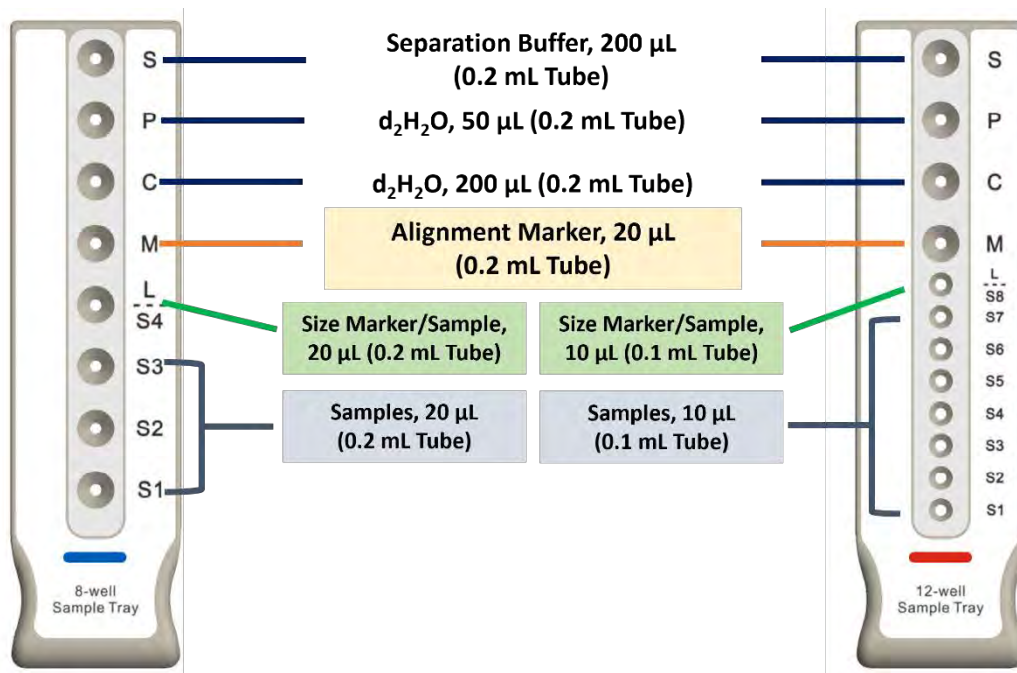 S
Separation Buffer, 200 µL
(0.2 mL Tube)
S
P
d₂H₂O, 50 µL (0.2 mL Tube)
P
C
d₂H₂O, 200 µL (0.2 mL Tube)
C
M
Alignment Marker, 20 µL
(0.2 mL Tube)
M
L
S4
Size Marker/Sample,
20 µL (0.2 mL Tube)
Size Marker/Sample,
10 µL (0.1 mL Tube)
L
S8
S7
S3
S6
S5
Samples, 20 µL
(0.2 mL Tube)
Samples, 10 µL
(0.1 mL Tube)
S2
S4
S3
S1
S2
S1
8-well
Sample Tray
12-well
Sample Tray